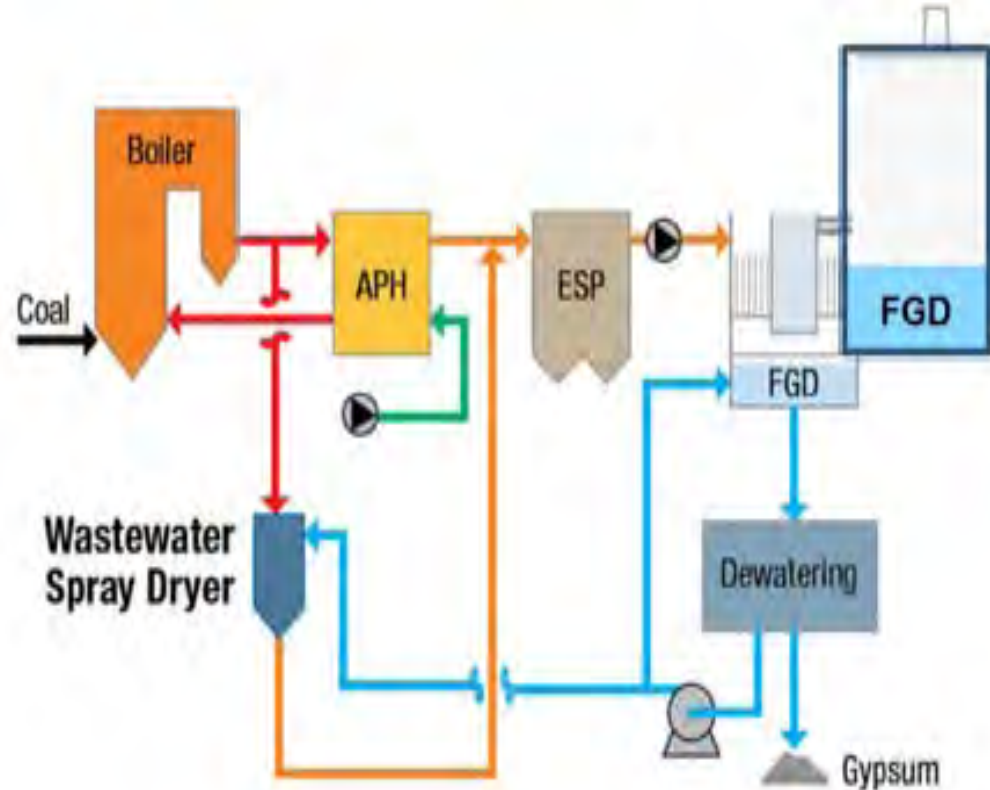 Boiler
Coal
APH
ESP
FGD
FGD
Wastewater
Spray Dryer
Dewatering
Gypsum